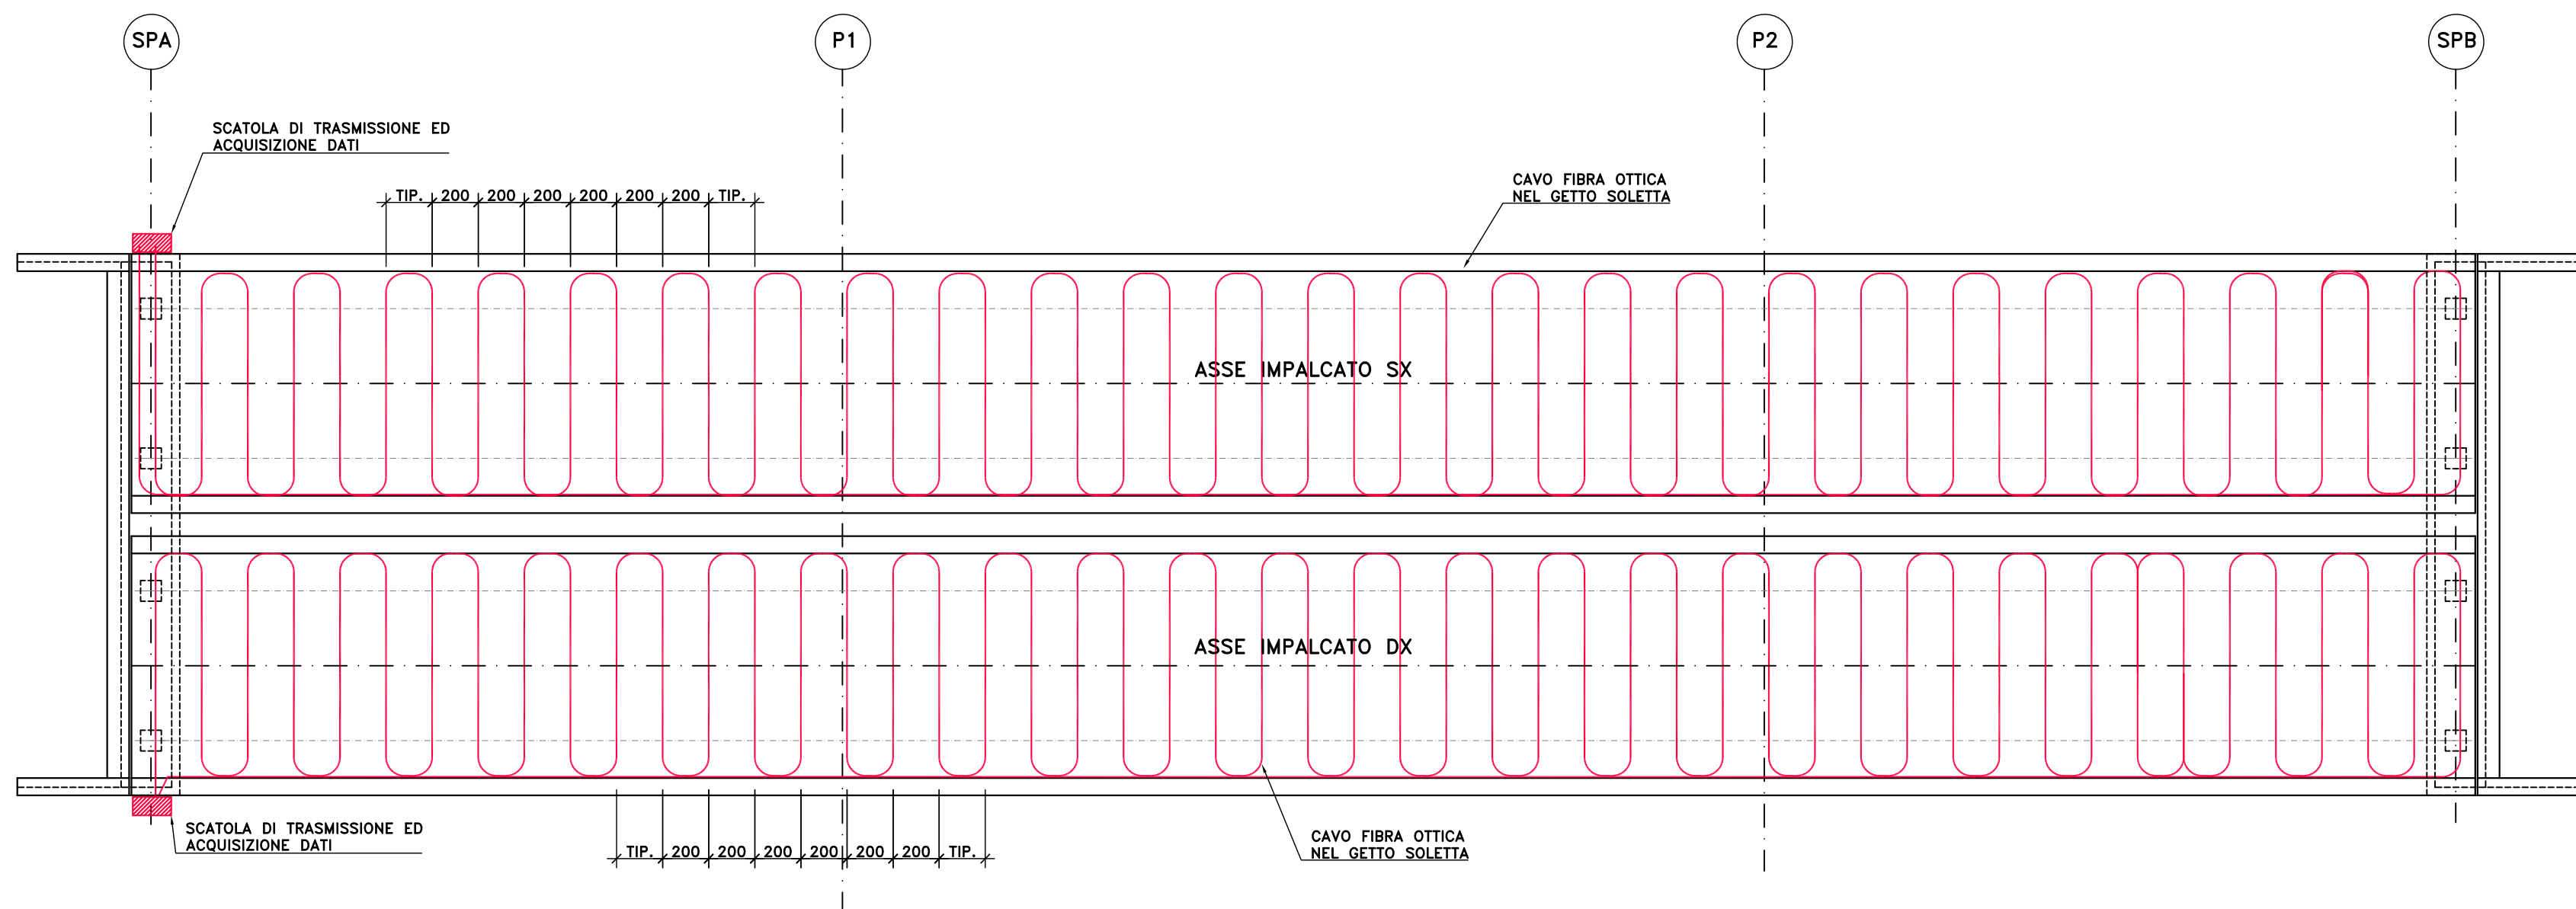 SPA P1 P2 SPB
SCATOLA DI TRASMISSIONE ED
ACQUISIZIONE DATI
CAVO FIBRA OTTICA
NEL GETTO SOLETTA
TIP. 200 200 200 200 200 200 TIP.
ASSE IMPALCATO SX
ASSE IMPALCATO DX
SCATOLA DI TRASMISSIONE ED
ACQUISIZIONE DATI
TIP. 200 200 200 200 200 200 TIP.
CAVO FIBRA OTTICA
NEL GETTO SOLETTA